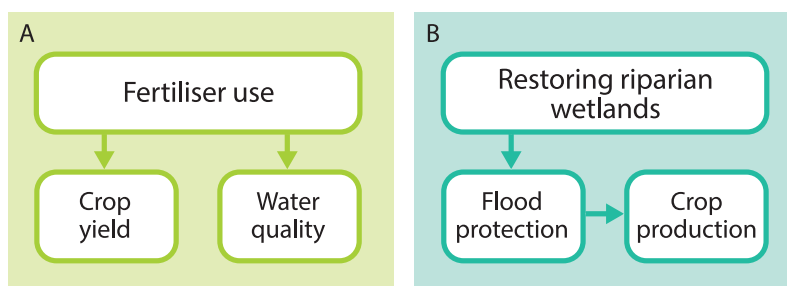 A
Fertiliser use
Crop
yield
Water
quality
B
Restoring riparian
wetlands
Flood
protection
Crop
production